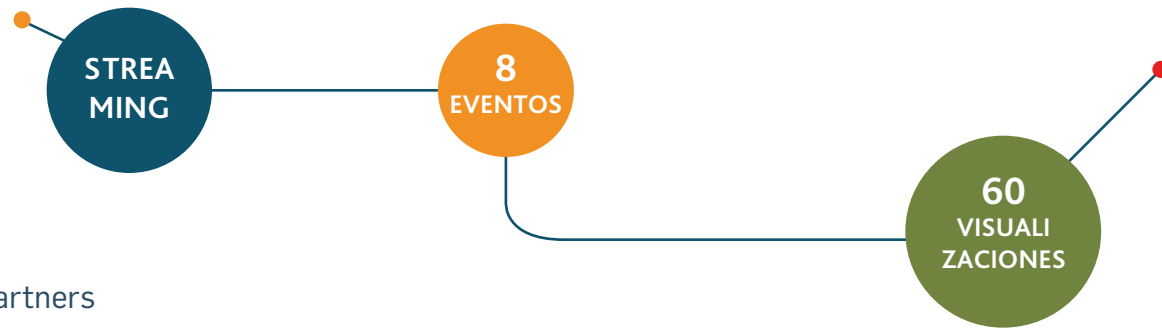 STREA
MING
8
EVENTOS
60
VISUALI
ZACIONES
artners